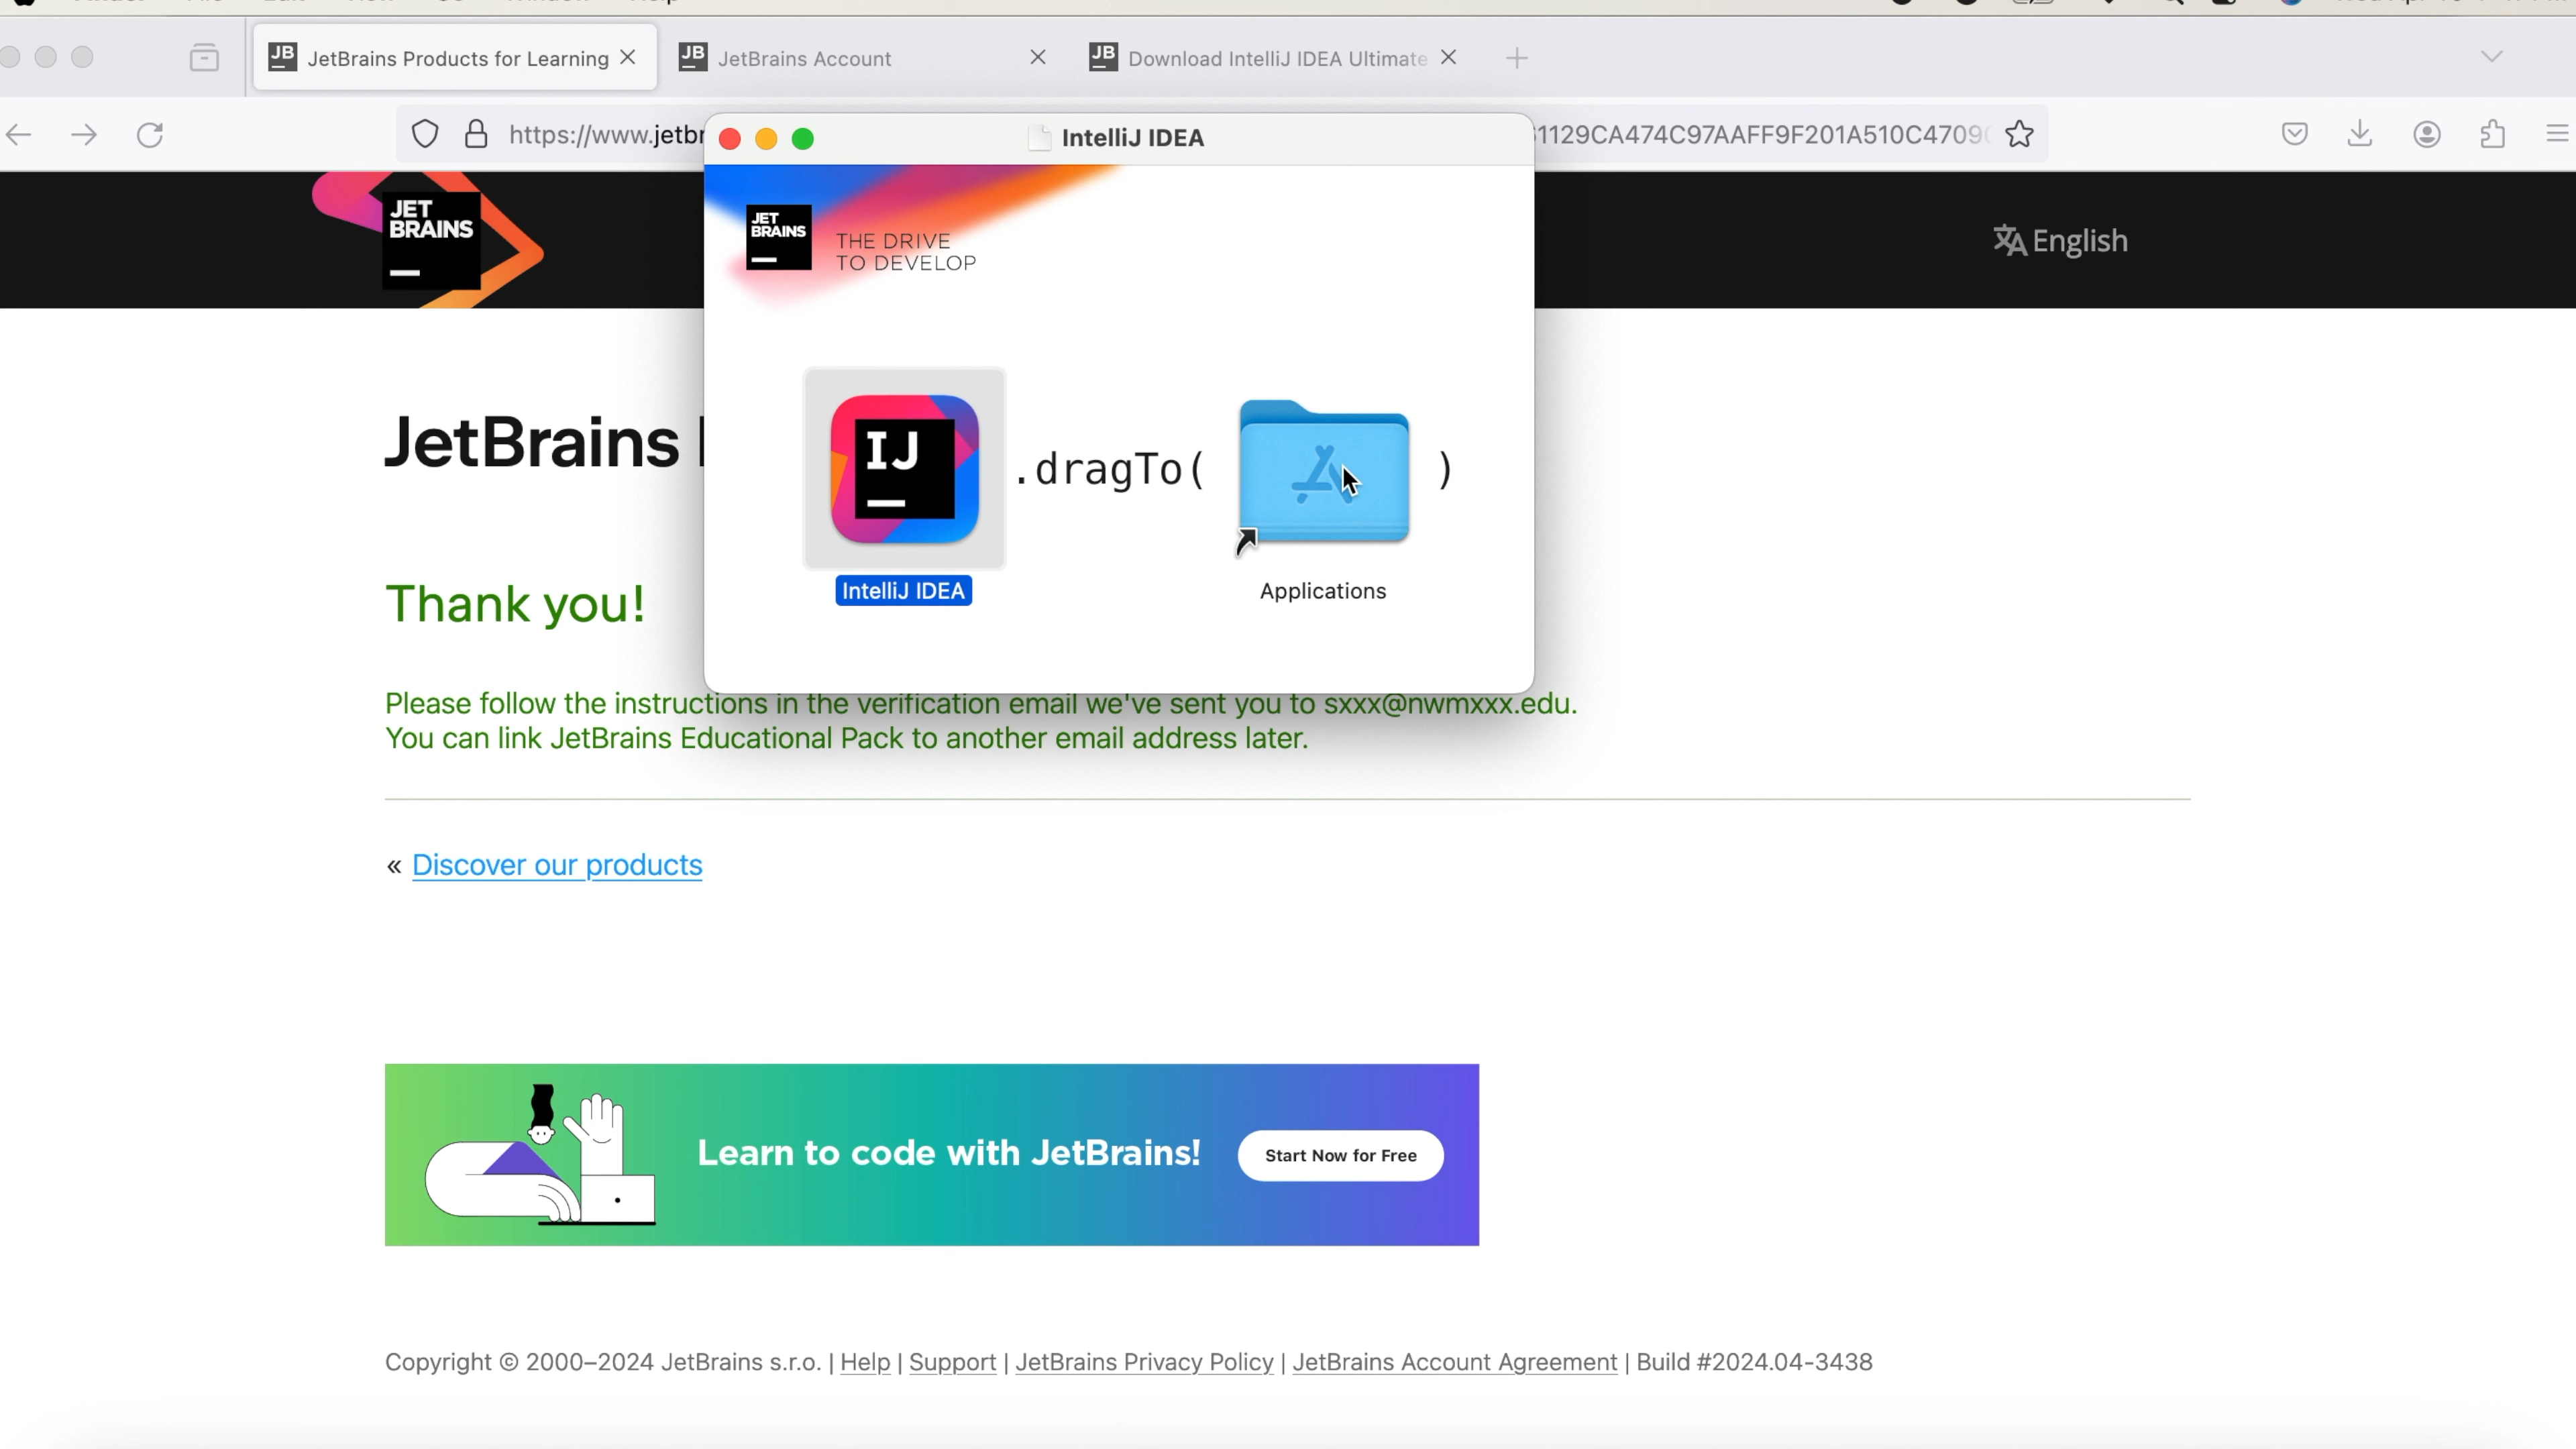 JetBrains Products for Learning
JetBrains Account
Download IntelliJ IDEA Ultimate
https://www.jetbr
1129CA474C97AAFF9F201A510C4709
IntelliJ IDEA
JET
BRAINS
English
JET
BRAINS
THE DRIVE
TO DEVELOP
JetBrains
IJ
.dragTo(
)
IntelliJ IDEA
Applications
Thank you!
Please follow the instructions in the verification email we've sent you to sxxx@nwmxxx.edu.
You can link JetBrains Educational Pack to another email address later.
« Discover our products
Learn to code with JetBrains!
Start Now for Free
Copyright © 2000–2024 JetBrains s.r.o. | Help | Support | JetBrains Privacy Policy | JetBrains Account Agreement | Build #2024.04-3438